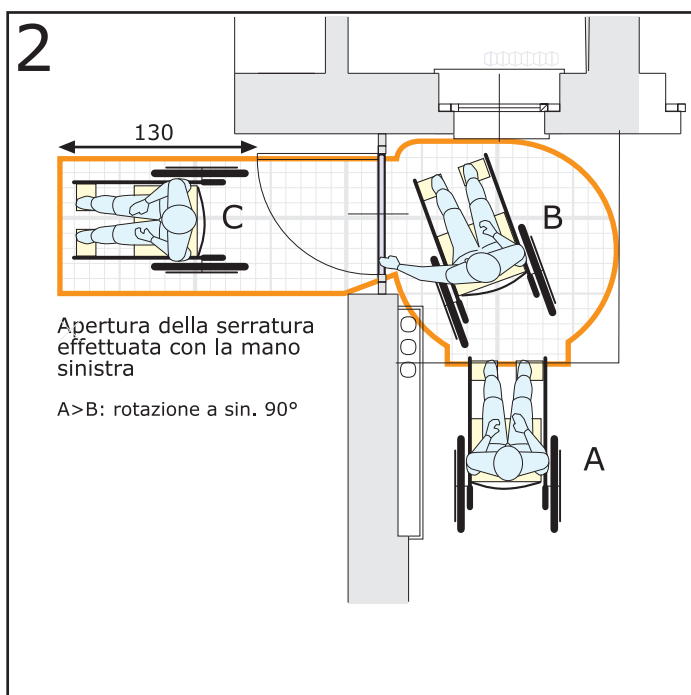 2
130
C
B
Apertura della serratura
effettuata con la mano
sinistra
A>B: rotazione a sin. 90°
A